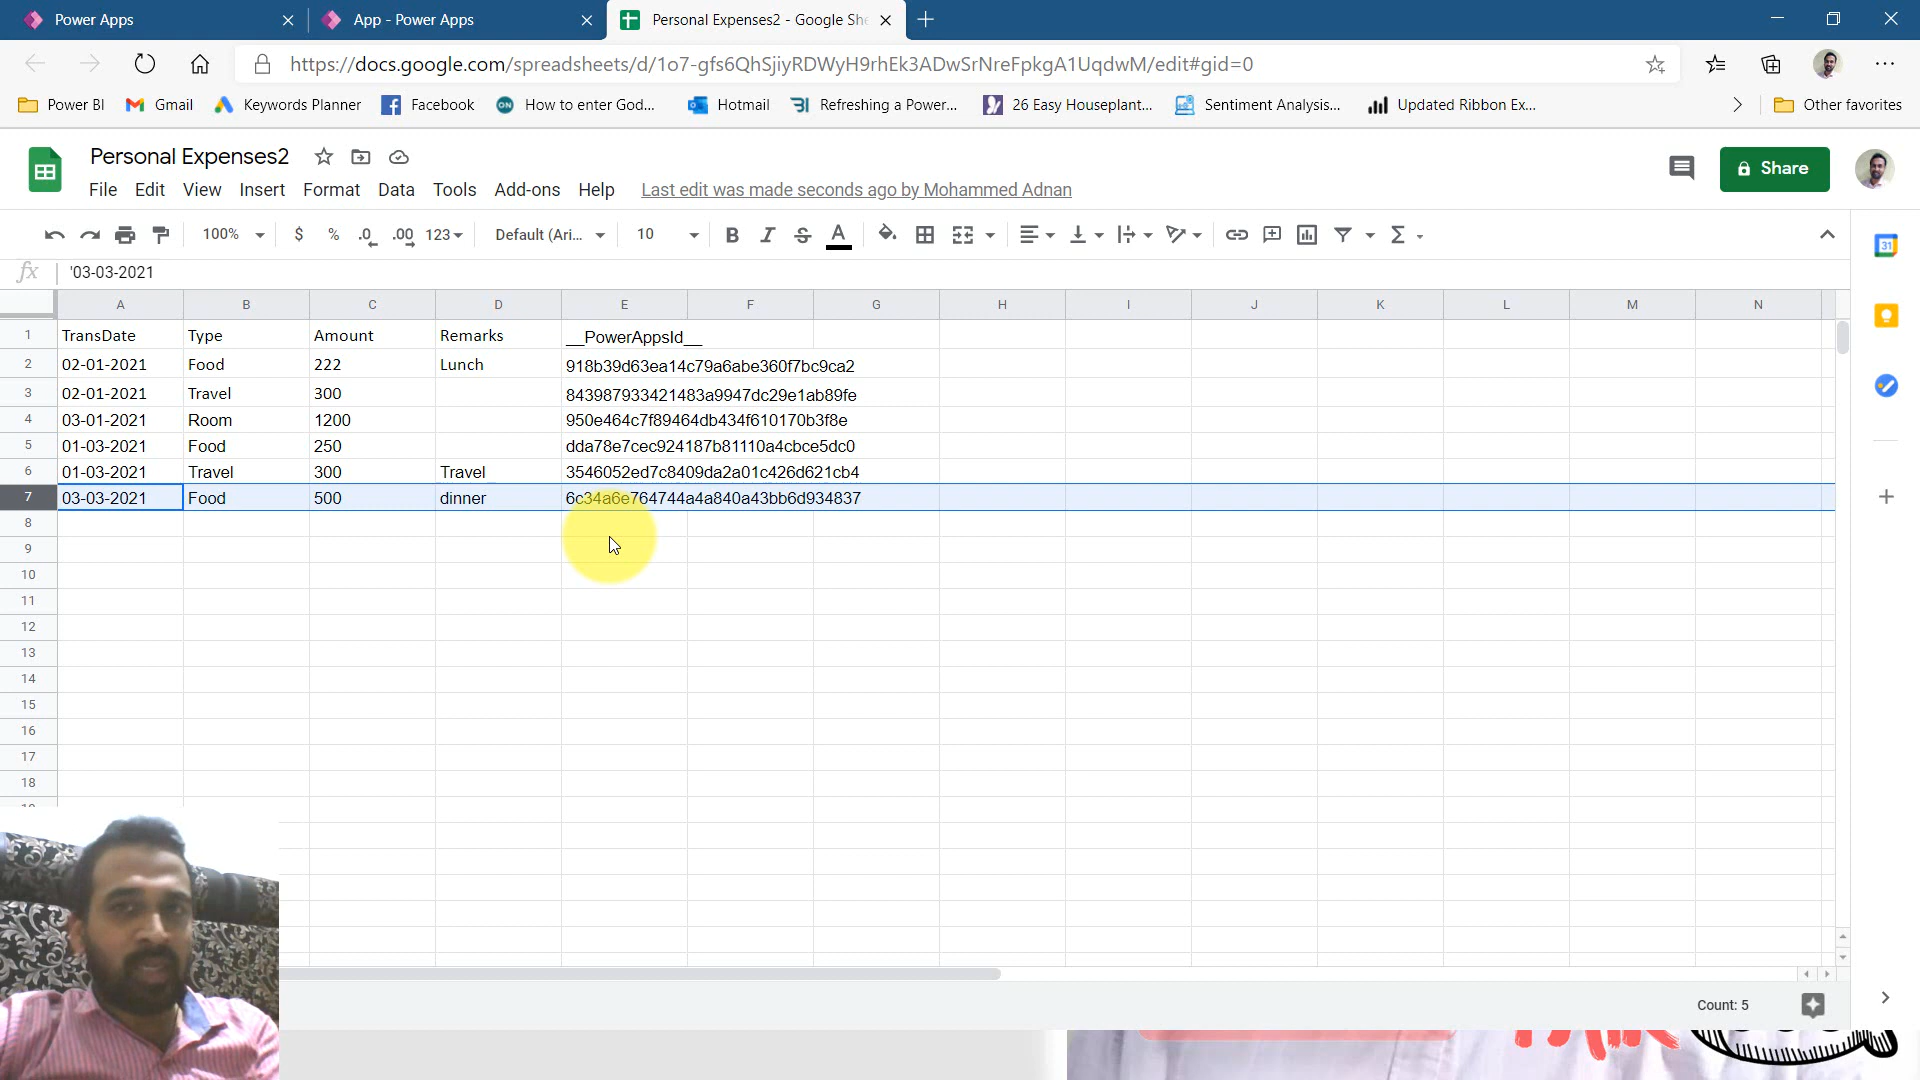 Power Apps
App - Power Apps
Personal Expenses2 - Google She
https://docs.google.com/spreadsheets/d/1o7-gfs6QhSjiyRDWyH9rhEk3ADwSrNreFpkgA1UqdwM/edit#gid=0
Power BI Gmail Keywords Planner Facebook How to enter God... Hotmail Refreshing a Power... 26 Easy Houseplant... Sentiment Analysis... Updated Ribbon Ex... Other favorites
Personal Expenses2
Share
File Edit View Insert Format Data Tools Add-ons Help Last edit was made seconds ago by Mohammed Adnan
100% $ % .0 .00 123 Default (Ari... 10 B I S A
fx '03-03-2021
A B C D E F G H I J K L M N
1 TransDate Type Amount Remarks __PowerAppsId__
2 02-01-2021 Food 222 Lunch 918b39d63ea14c79a6abe360f7bc9ca2
3 02-01-2021 Travel 300 843987933421483a9947dc29e1ab89fe
4 03-01-2021 Room 1200 950e464c7f89464db434f610170b3f8e
5 01-03-2021 Food 250 dda78e7cec924187b81110a4cbce5dc0
6 01-03-2021 Travel 300 Travel 3546052ed7c8409da2a01c426d621cb4
7 03-03-2021 Food 500 dinner 6c34a6e764744a4a840a43bb6d934837
8
9
10
11
12
13
14
15
16
17
18
Count: 5